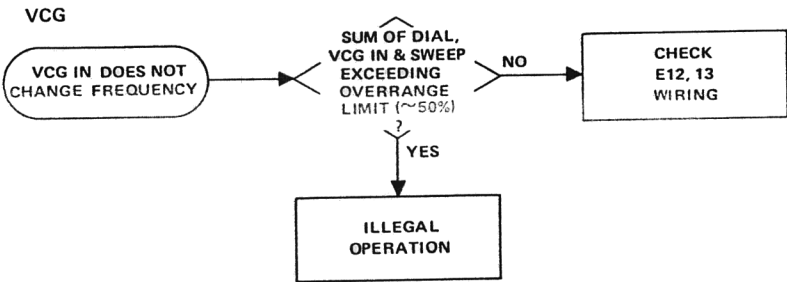 VCG
VCG IN DOES NOT
CHANGE FREQUENCY
SUM OF DIAL,
VCG IN & SWEEP
EXCEEDING
OVERRANGE
LIMIT (~50%)
?
NO
CHECK
E12, 13
WIRING
YES
ILLEGAL
OPERATION